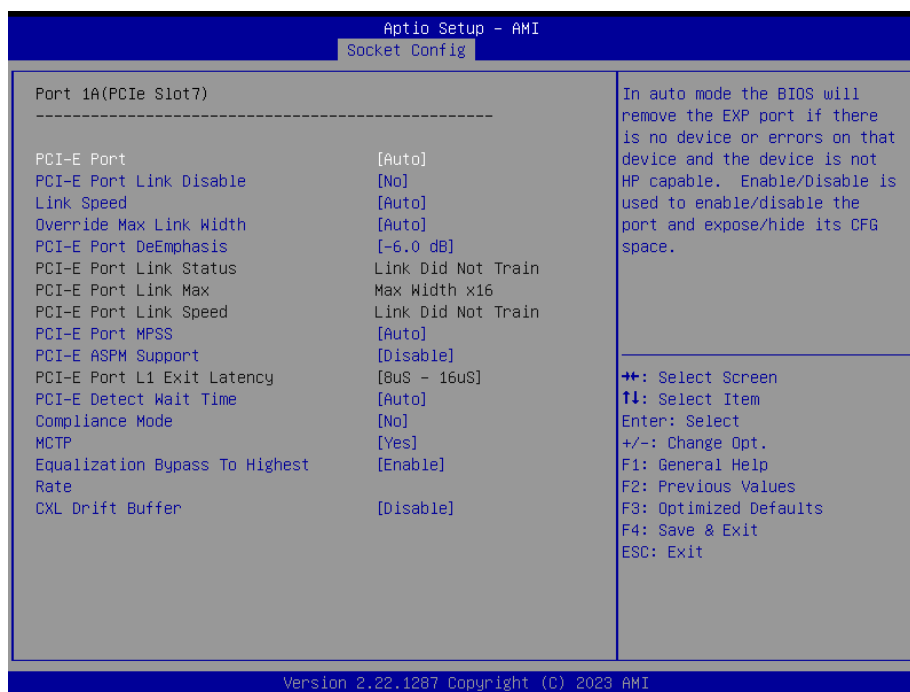 Aptio Setup – AMI
Socket Config
Port 1A(PCIe Slot7)
--------------------------------------------------
PCI-E Port [Auto]
PCI-E Port Link Disable [No]
Link Speed [Auto]
Override Max Link Width [Auto]
PCI-E Port DeEmphasis [-6.0 dB]
PCI-E Port Link Status Link Did Not Train
PCI-E Port Link Max Max Width x16
PCI-E Port Link Speed Link Did Not Train
PCI-E Port MPSS [Auto]
PCI-E ASPM Support [Disable]
PCI-E Port L1 Exit Latency [8uS - 16uS]
PCI-E Detect Wait Time [Auto]
Compliance Mode [No]
MCTP [Yes]
Equalization Bypass To Highest [Enable]
Rate
CXL Drift Buffer [Disable]
In auto mode the BIOS will
remove the EXP port if there
is no device or errors on that
device and the device is not
HP capable.  Enable/Disable is
used to enable/disable the
port and expose/hide its CFG
space.
→←: Select Screen
↑↓: Select Item
Enter: Select
+/-: Change Opt.
F1: General Help
F2: Previous Values
F3: Optimized Defaults
F4: Save & Exit
ESC: Exit
Version 2.22.1287 Copyright (C) 2023 AMI